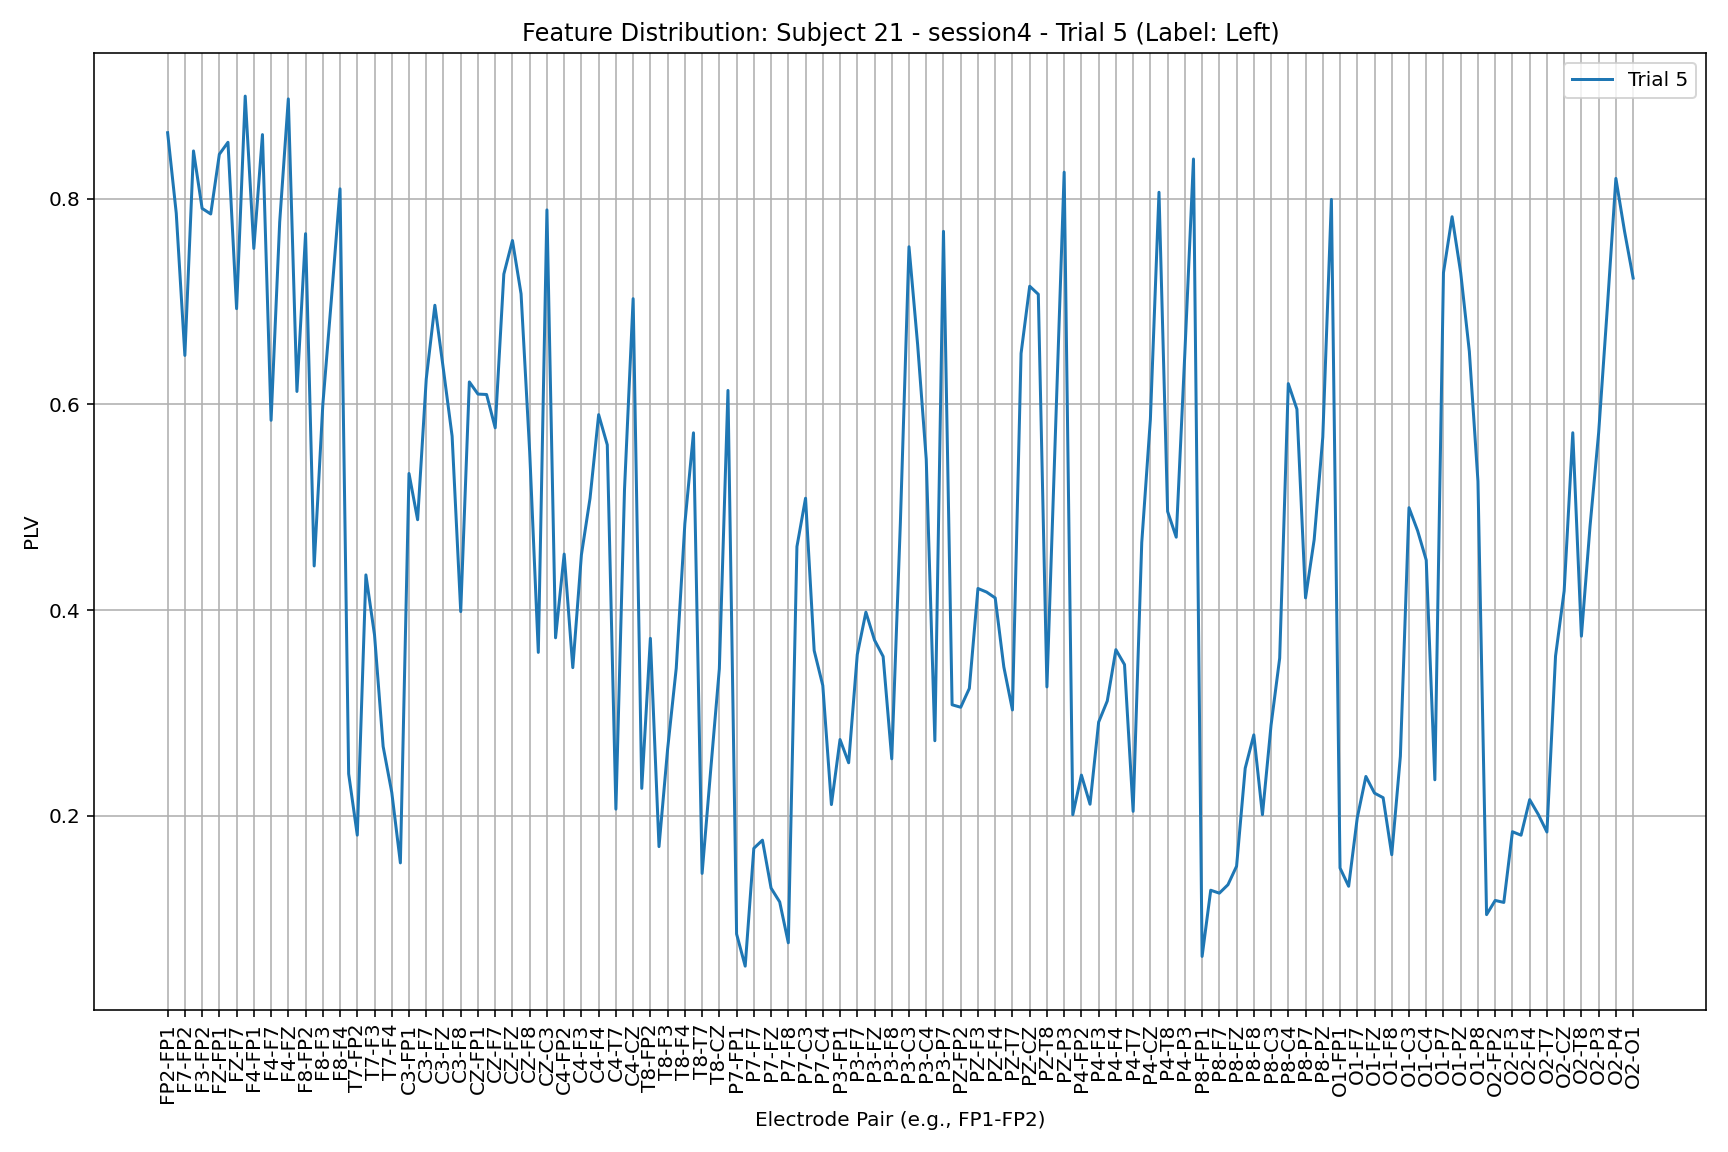 Feature Distribution: Subject 21 - session4 - Trial 5 (Label: Left)
Trial 5
PLV
0.8
0.6
0.4
0.2
FP2-FP1
F7-FP2
F3-FP2
FZ-FP1
FZ-F7
F4-FP1
F4-F7
F4-FZ
F8-FP2
F8-F3
F8-F4
T7-FP2
T7-F3
T7-F4
C3-FP1
C3-F7
C3-FZ
C3-F8
CZ-FP1
CZ-F7
CZ-FZ
CZ-F8
CZ-C3
C4-FP2
C4-F3
C4-F4
C4-T7
C4-CZ
T8-FP2
T8-F3
T8-F4
T8-T7
T8-CZ
P7-FP1
P7-F7
P7-FZ
P7-F8
P7-C3
P7-C4
P3-FP1
P3-F7
P3-FZ
P3-F8
P3-C3
P3-C4
P3-P7
PZ-FP2
PZ-F3
PZ-F4
PZ-T7
PZ-CZ
PZ-T8
PZ-P3
P4-FP2
P4-F3
P4-F4
P4-T7
P4-CZ
P4-T8
P4-P3
P8-FP1
P8-F7
P8-FZ
P8-F8
P8-C3
P8-C4
P8-P7
P8-PZ
O1-FP1
O1-F7
O1-FZ
O1-F8
O1-C3
O1-C4
O1-P7
O1-PZ
O1-P8
O2-FP2
O2-F3
O2-F4
O2-T7
O2-CZ
O2-T8
O2-P3
O2-P4
O2-O1
Electrode Pair (e.g., FP1-FP2)